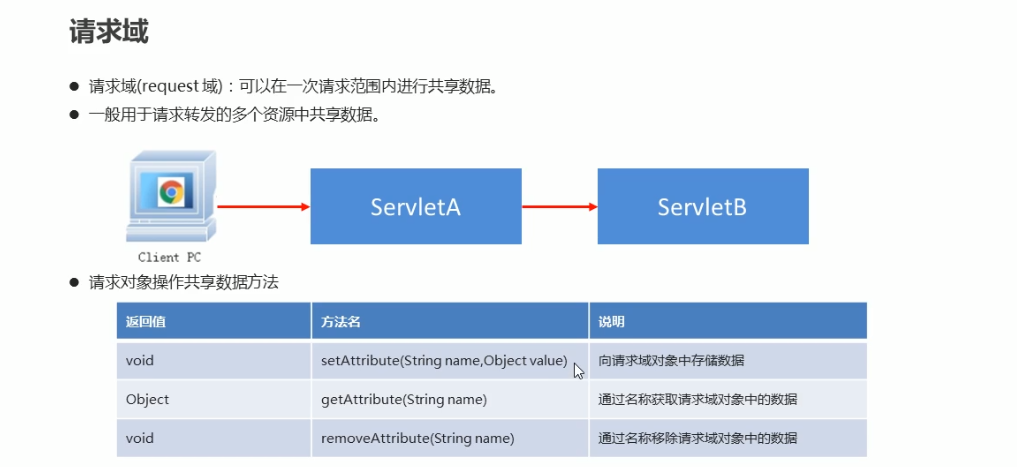 请求域
● 请求域(request 域)：可以在一次请求范围内进行共享数据。
● 一般用于请求转发的多个资源中共享数据。
ServletA
ServletB
Client PC
● 请求对象操作共享数据方法
返回值 方法名 说明
void setAttribute(String name,Object value) 向请求域对象中存储数据
Object getAttribute(String name) 通过名称获取请求域对象中的数据
void removeAttribute(String name) 通过名称移除请求域对象中的数据